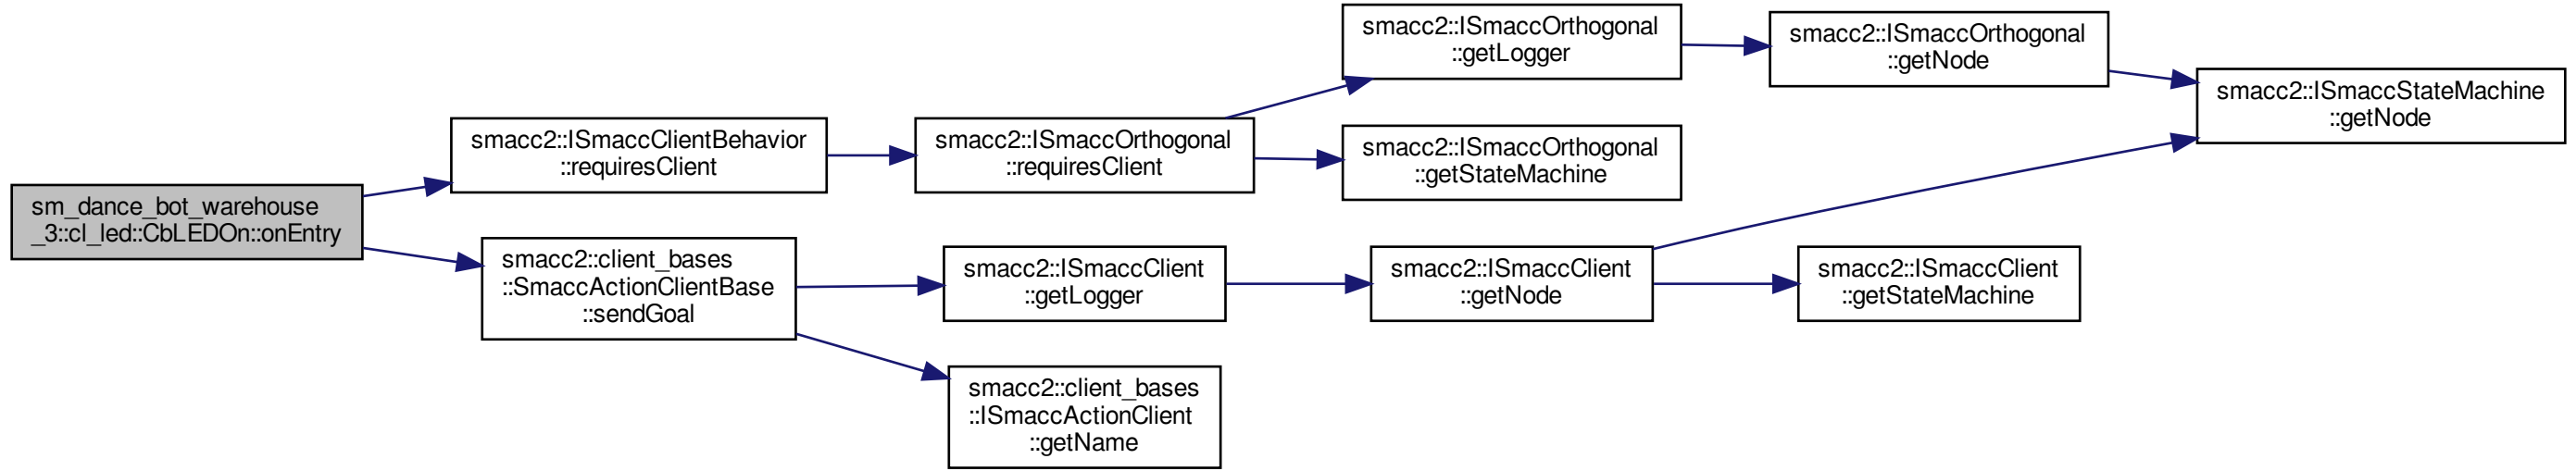 sm_dance_bot_warehouse
_3::cl_led::CbLEDOn::onEntry
smacc2::ISmaccClientBehavior
::requiresClient
smacc2::ISmaccOrthogonal
::requiresClient
smacc2::ISmaccOrthogonal
::getLogger
smacc2::ISmaccOrthogonal
::getNode
smacc2::ISmaccStateMachine
::getNode
smacc2::ISmaccOrthogonal
::getStateMachine
smacc2::client_bases
::SmaccActionClientBase
::sendGoal
smacc2::ISmaccClient
::getLogger
smacc2::ISmaccClient
::getNode
smacc2::ISmaccClient
::getStateMachine
smacc2::client_bases
::ISmaccActionClient
::getName